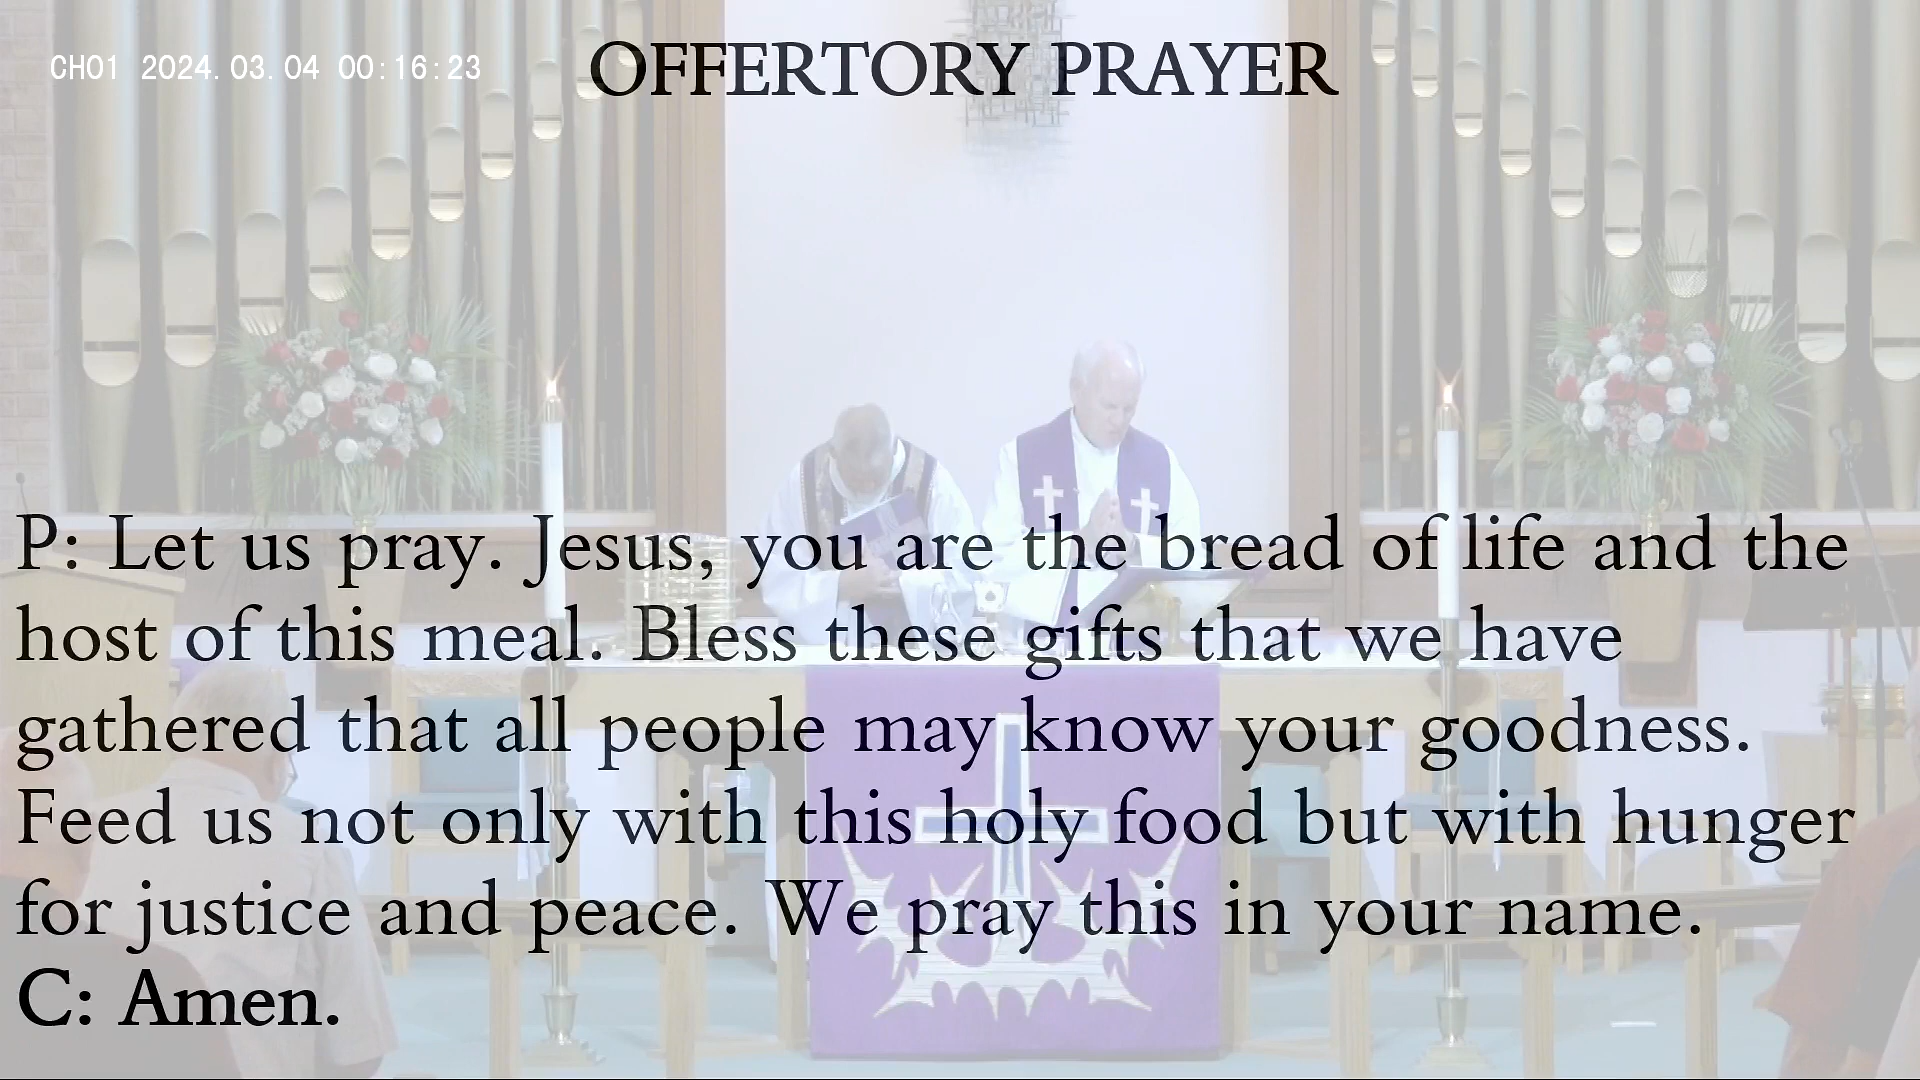 CH01 2024.03.04 00:16:23
OFFERTORY PRAYER
P: Let us pray. Jesus, you are the bread of life and the
host of this meal. Bless these gifts that we have
gathered that all people may know your goodness.
Feed us not only with this holy food but with hunger
for justice and peace. We pray this in your name.
C: Amen.